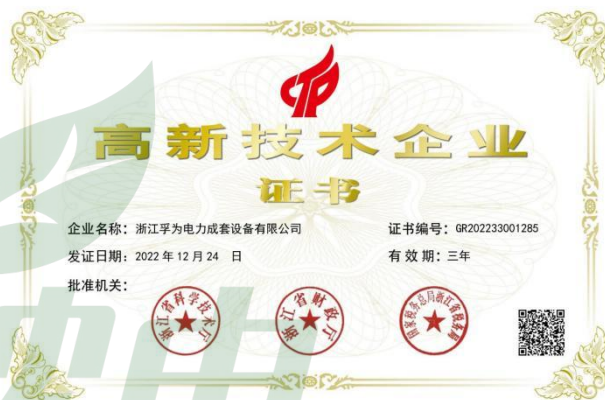 高新技术企业
证书
企业名称：浙江孚为电力成套设备有限公司
证书编号：GR202233001285
发证日期：2022 年 12 月 24 日
有效期：三年
批准机关：
浙江省科学技术厅
浙江省财政厅
国家税务总局浙江省税务局